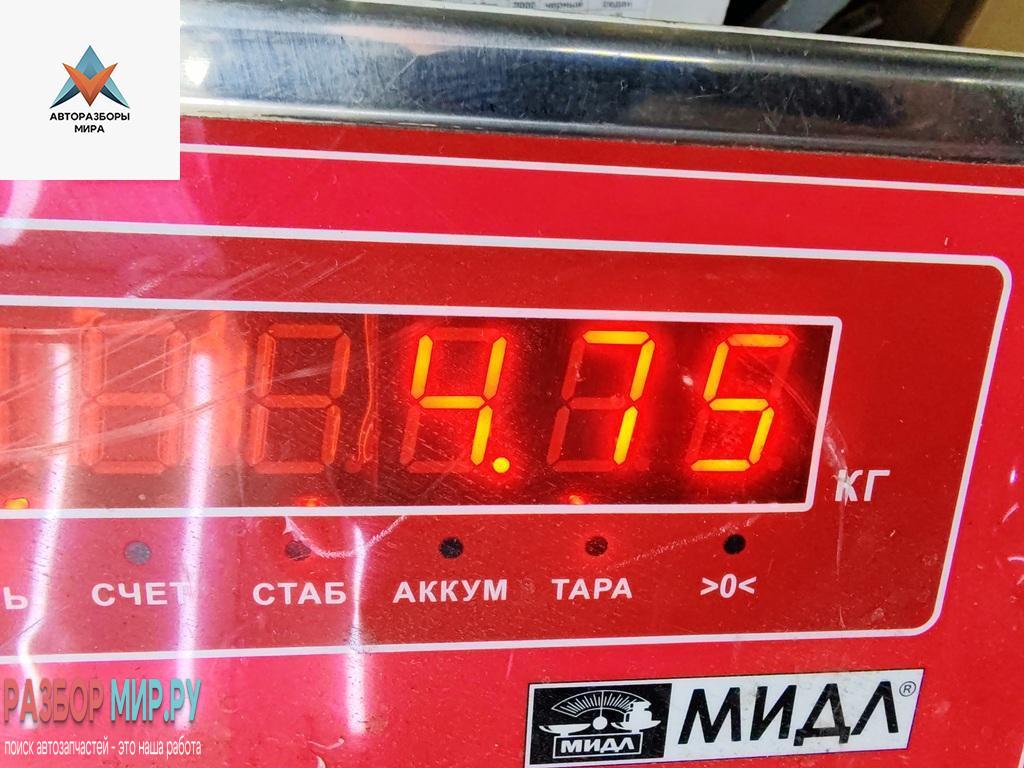 АВТОРАЗБОРЫ
МИРА
4.75
КГ
Ь
СЧЕТ
СТАБ
АККУМ
ТАРА
>0<
РАЗБОР МИР.РУ
поиск автозапчастей - это наша работа
МИДЛ
МИДЛ®